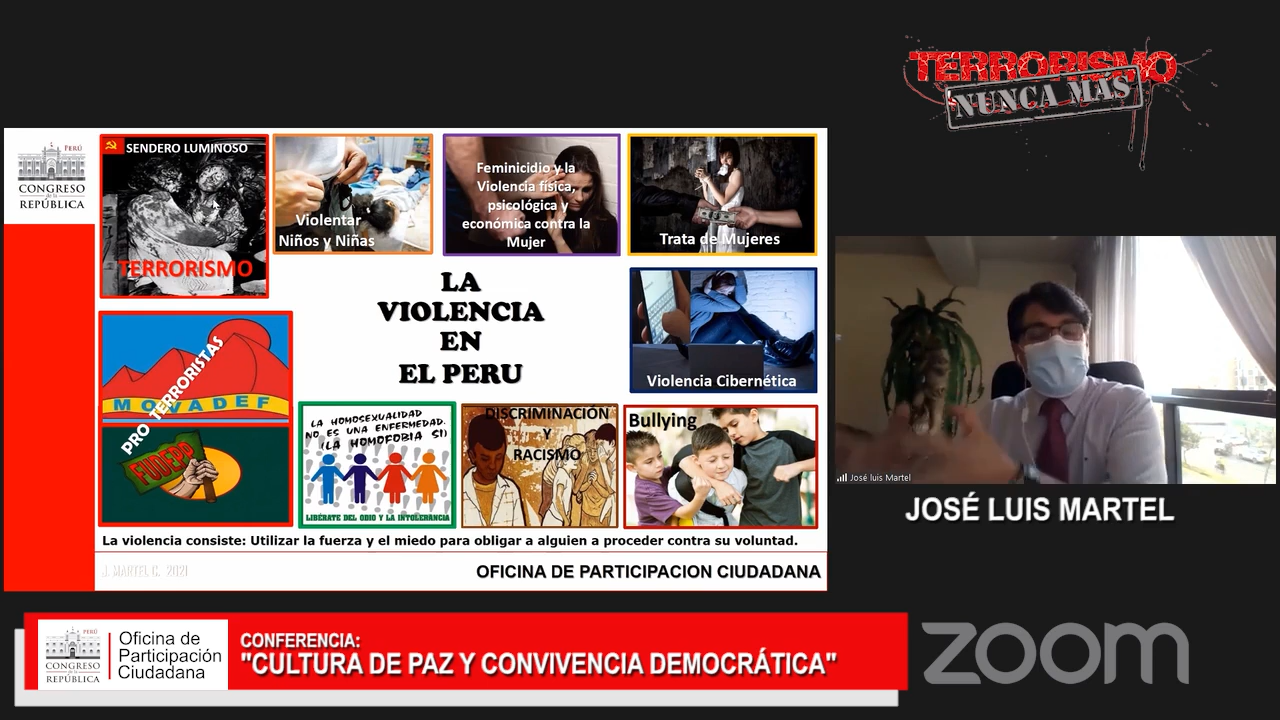 TERRORISMO
NUNCA MÁS
PERÚ
CONGRESO
de la
REPÚBLICA
SENDERO LUMINOSO
TERRORISMO
Violentar
Niños y Niñas
Feminicidio y la
Violencia física,
psicológica y
económica contra la
Mujer
Trata de Mujeres
LA
VIOLENCIA
EN
EL PERU
Violencia Cibernética
PRO TERRORISTAS
MOVADEF
FUDEPP
LA HOMOSEXUALIDAD
NO ES UNA ENFERMEDAD.
(LA HOMOFOBIA SI)
LIBÉRATE DEL ODIO Y LA INTOLERANCIA
DISCRIMINACIÓN
Y
RACISMO
Bullying
La violencia consiste: Utilizar la fuerza y el miedo para obligar a alguien a proceder contra su voluntad.
J. MARTEL C. 2021
OFICINA DE PARTICIPACION CIUDADANA
José luis Martel
JOSÉ LUIS MARTEL
PERÚ
CONGRESO
de la
REPÚBLICA
Oficina de
Participación
Ciudadana
CONFERENCIA:
"CULTURA DE PAZ Y CONVIVENCIA DEMOCRÁTICA"
zoom